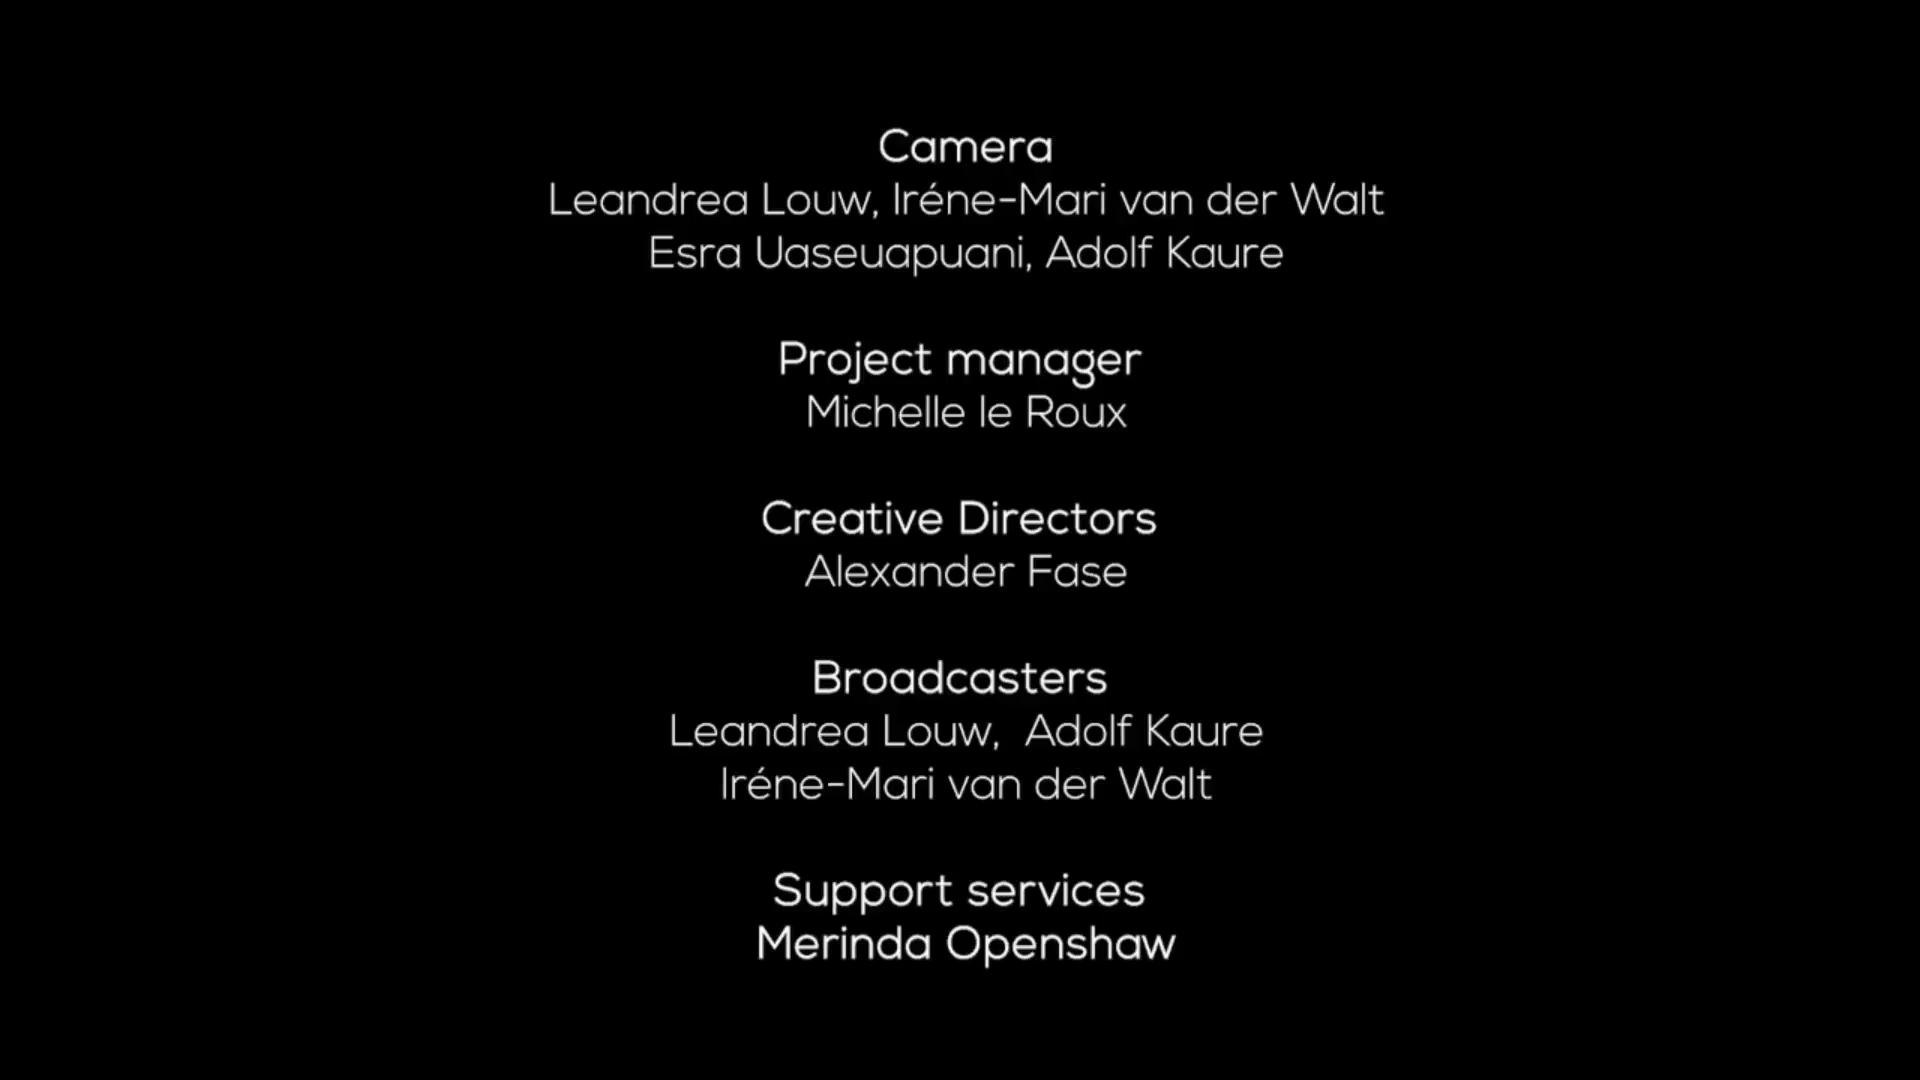 Camera
Leandrea Louw, Iréne-Mari van der Walt
Esra Uaseuapuani, Adolf Kaure
Project manager
Michelle le Roux
Creative Directors
Alexander Fase
Broadcasters
Leandrea Louw,  Adolf Kaure
Iréne-Mari van der Walt
Support services
Merinda Openshaw